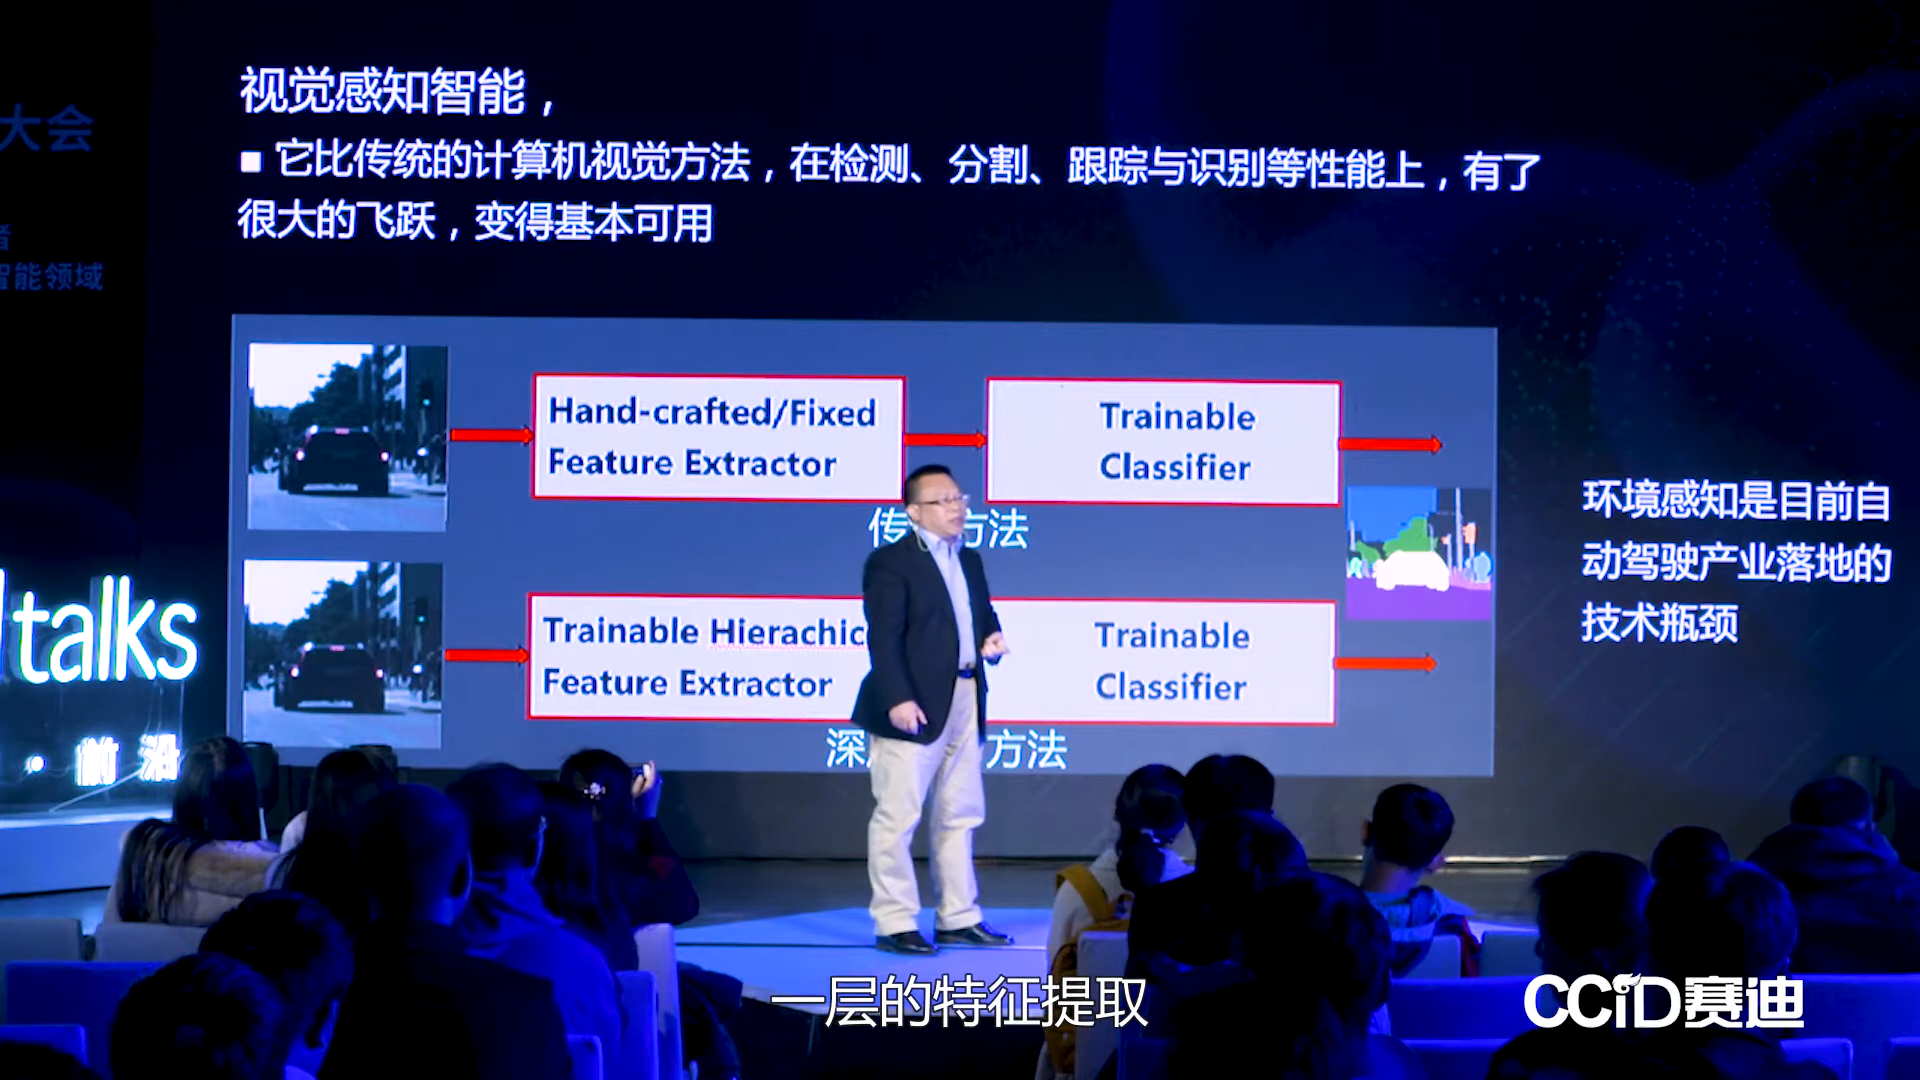 大会
视觉感知智能，
■ 它比传统的计算机视觉方法，在检测、分割、跟踪与识别等性能上，有了
很大的飞跃，变得基本可用
者
智能领域
Hand-crafted/Fixed
Feature Extractor
Trainable
Classifier
传
方法
环境感知是目前自
动驾驶产业落地的
技术瓶颈
talks
前沿
Trainable Hierachic
Feature Extractor
Trainable
Classifier
深
方法
一层的特征提取
CCiD赛迪